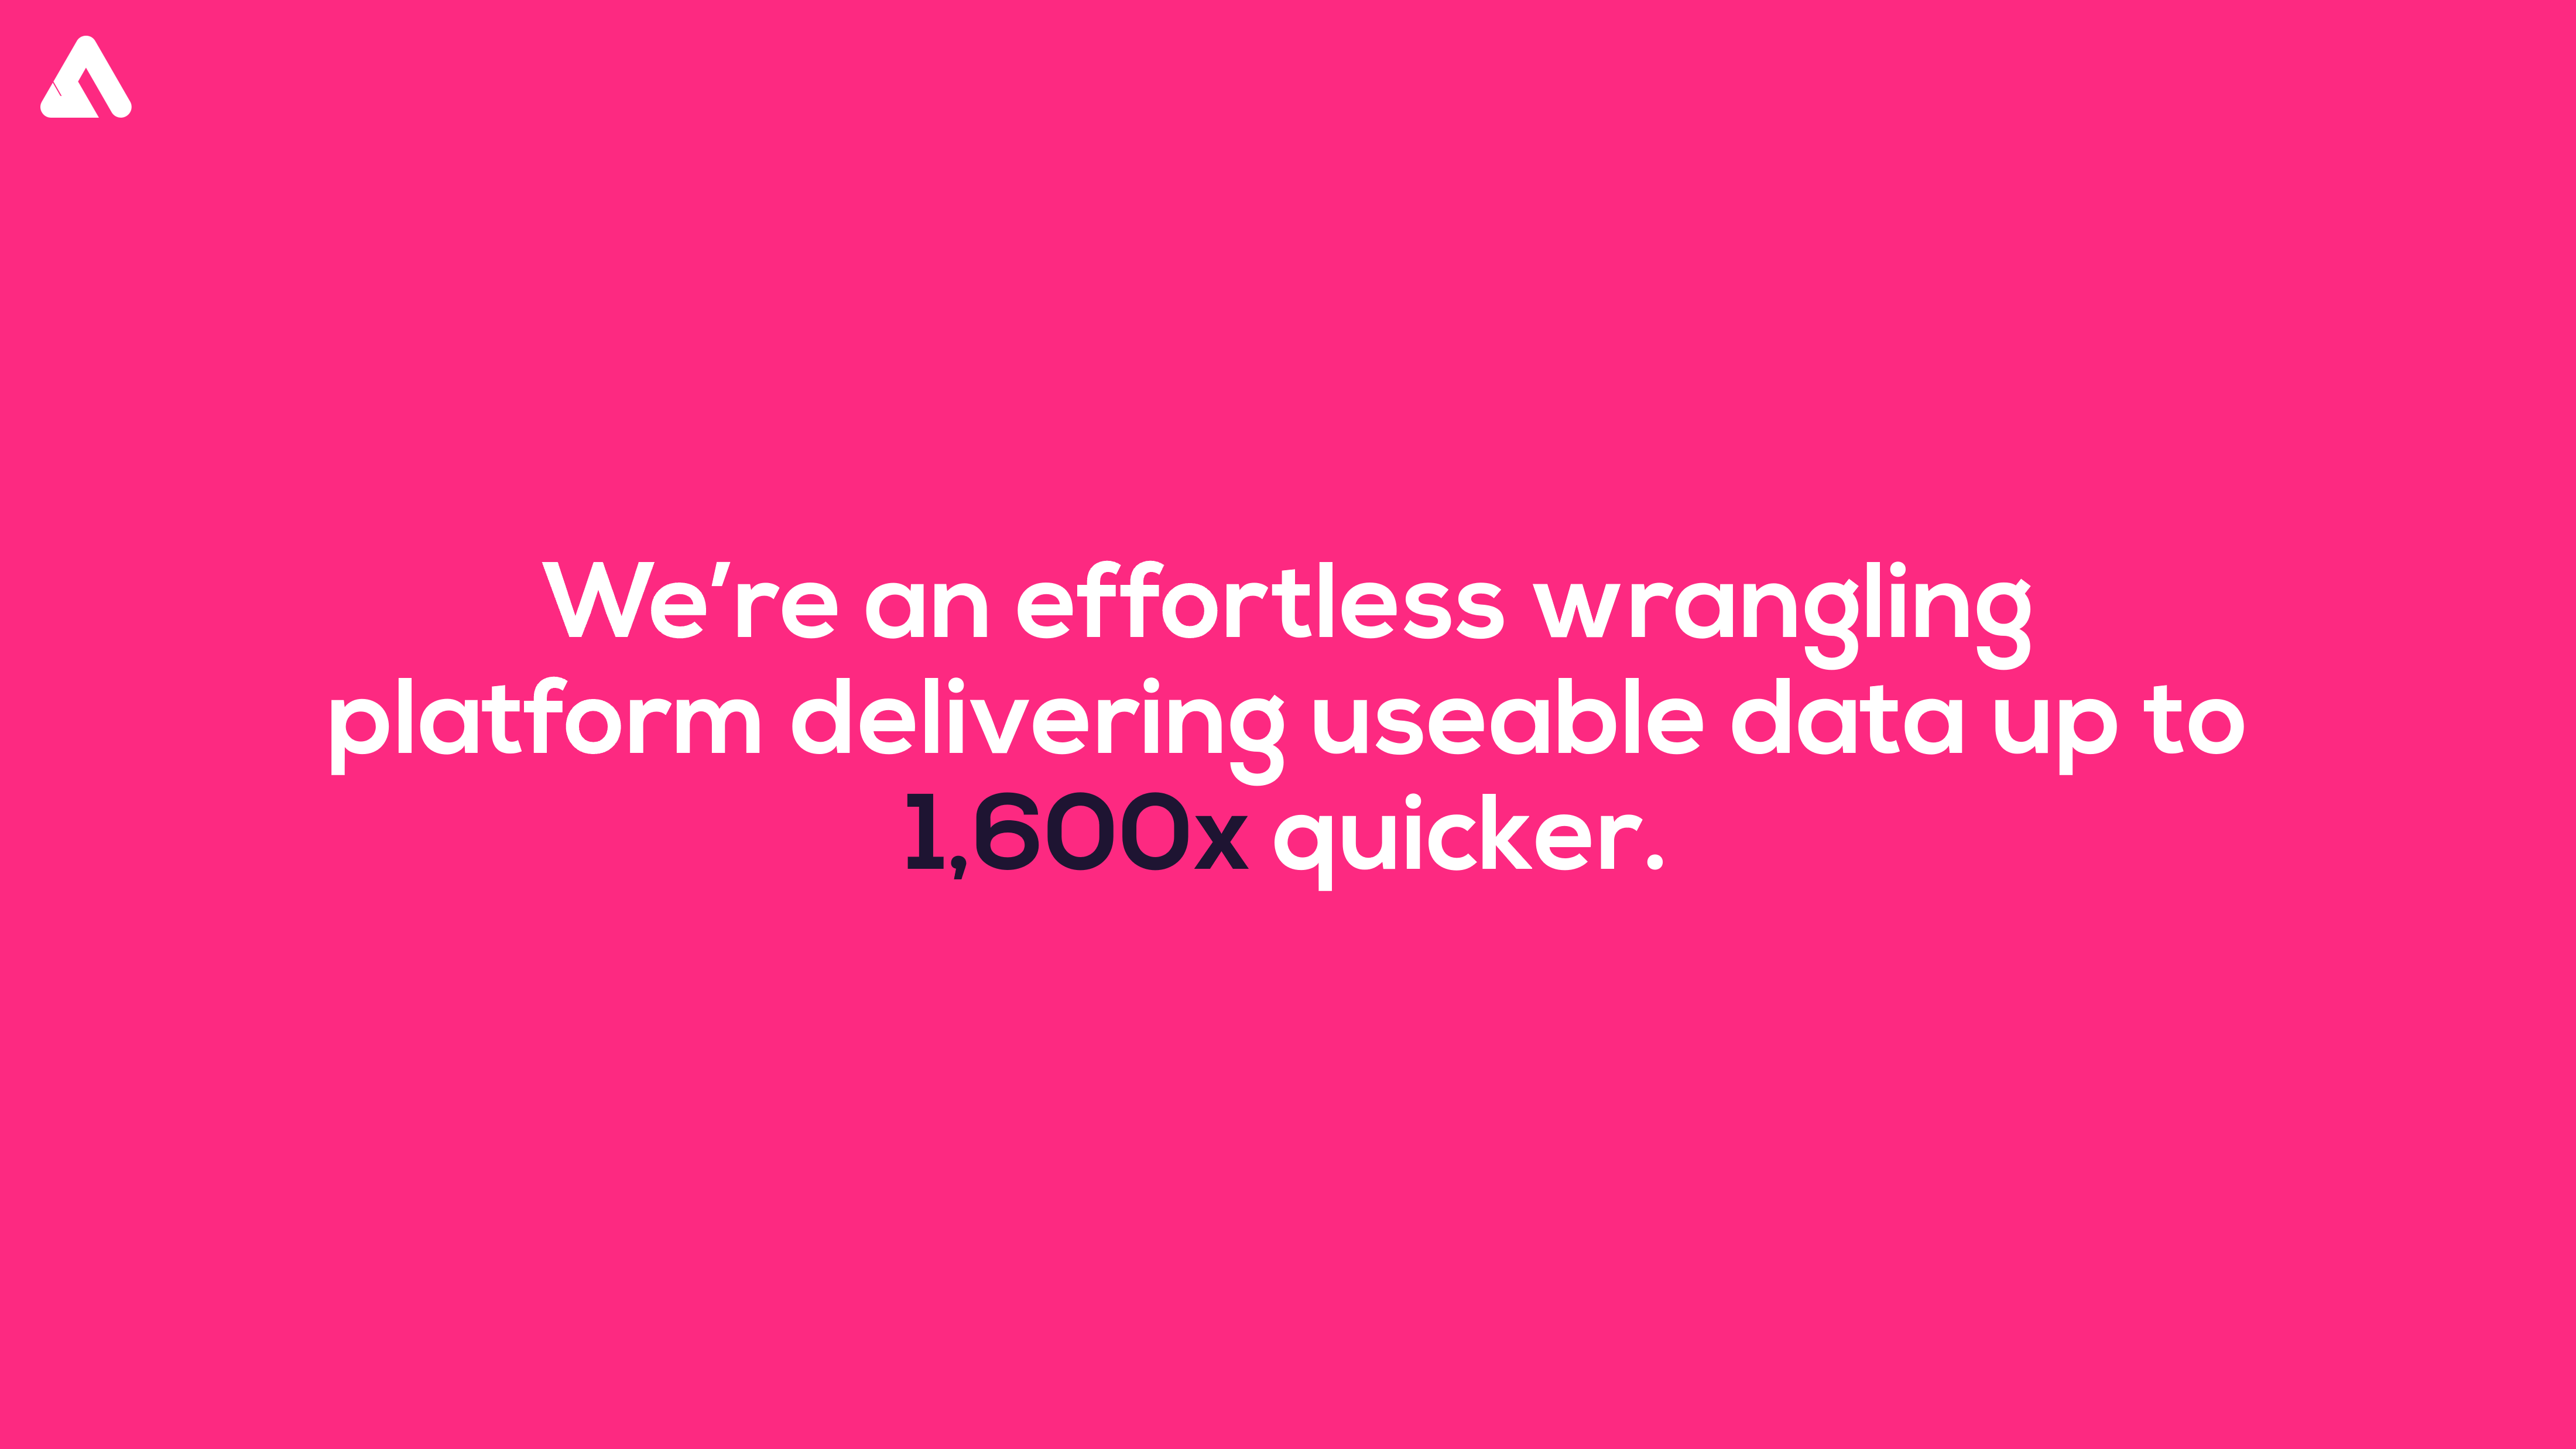 We’re an effortless wrangling
platform delivering useable data up to
1,600x quicker.